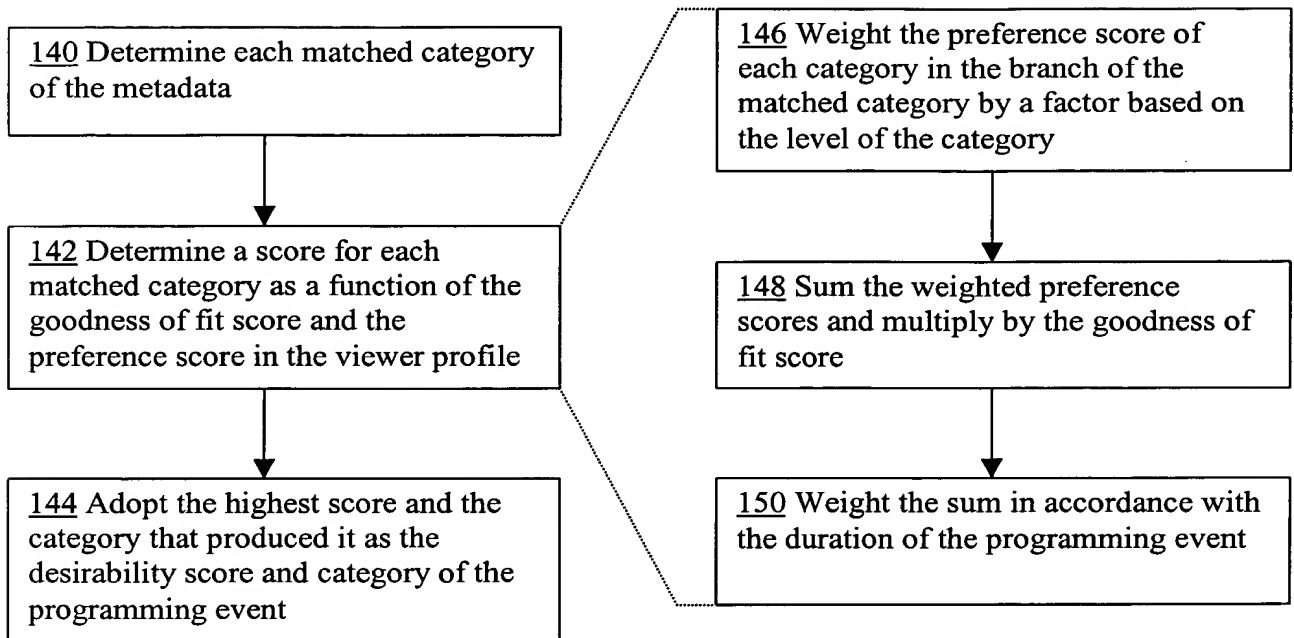 140 Determine each matched category
of the metadata
142 Determine a score for each
matched category as a function of the
goodness of fit score and the
preference score in the viewer profile
144 Adopt the highest score and the
category that produced it as the
desirability score and category of the
programming event
146 Weight the preference score of
each category in the branch of the
matched category by a factor based on
the level of the category
148 Sum the weighted preference
scores and multiply by the goodness of
fit score
150 Weight the sum in accordance with
the duration of the programming event